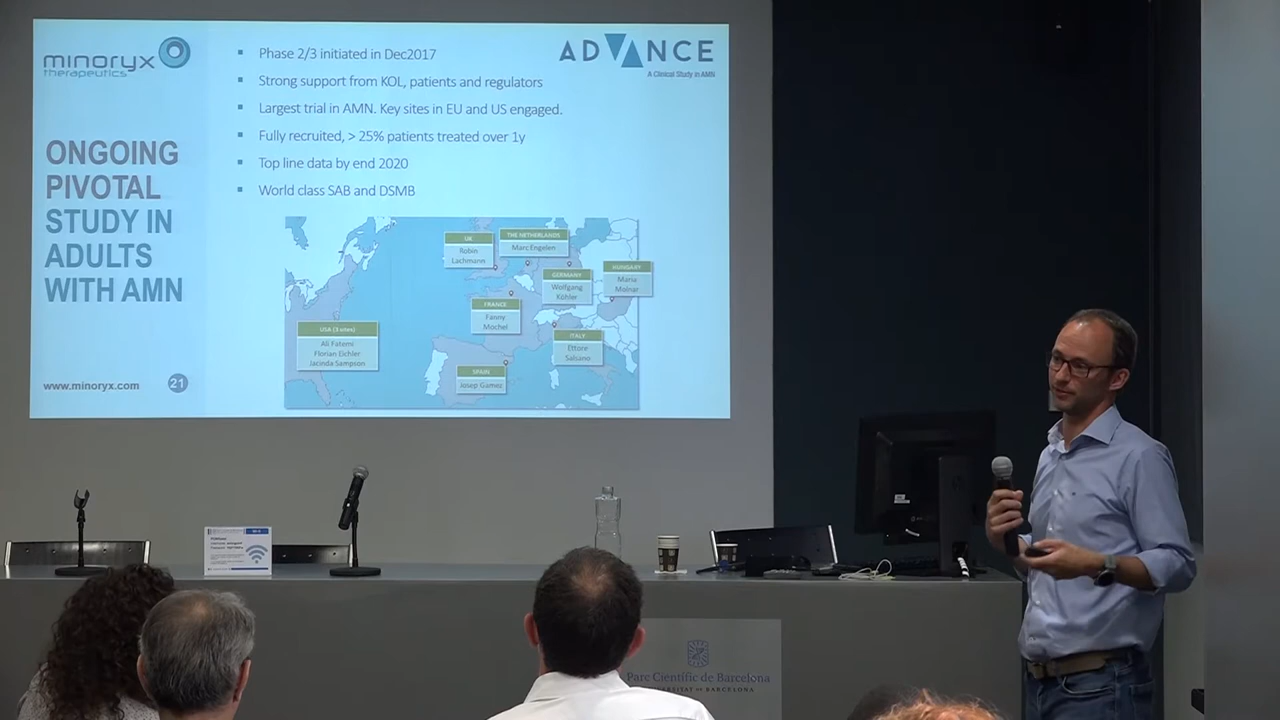 minoryx
therapeutics
ONGOING
PIVOTAL
STUDY IN
ADULTS
WITH AMN
www.minoryx.com
21
Phase 2/3 initiated in Dec2017
Strong support from KOL, patients and regulators
Largest trial in AMN. Key sites in EU and US engaged.
Fully recruited, > 25% patients treated over 1y
Top line data by end 2020
World class SAB and DSMB
ADVANCE
A Clinical Study in AMN
UK
Robin
Lachmann
THE NETHERLANDS
Marc Engelen
GERMANY
Wolfgang
Köhler
HUNGARY
Maria
Molnar
FRANCE
Fanny
Mochel
USA (3 sites)
Ali Fatemi
Florian Eichler
Jacinda Sampson
ITALY
Ettore
Salsano
SPAIN
Josep Gamez
Parc Científic de Barcelona
UNIVERSITAT DE BARCELONA